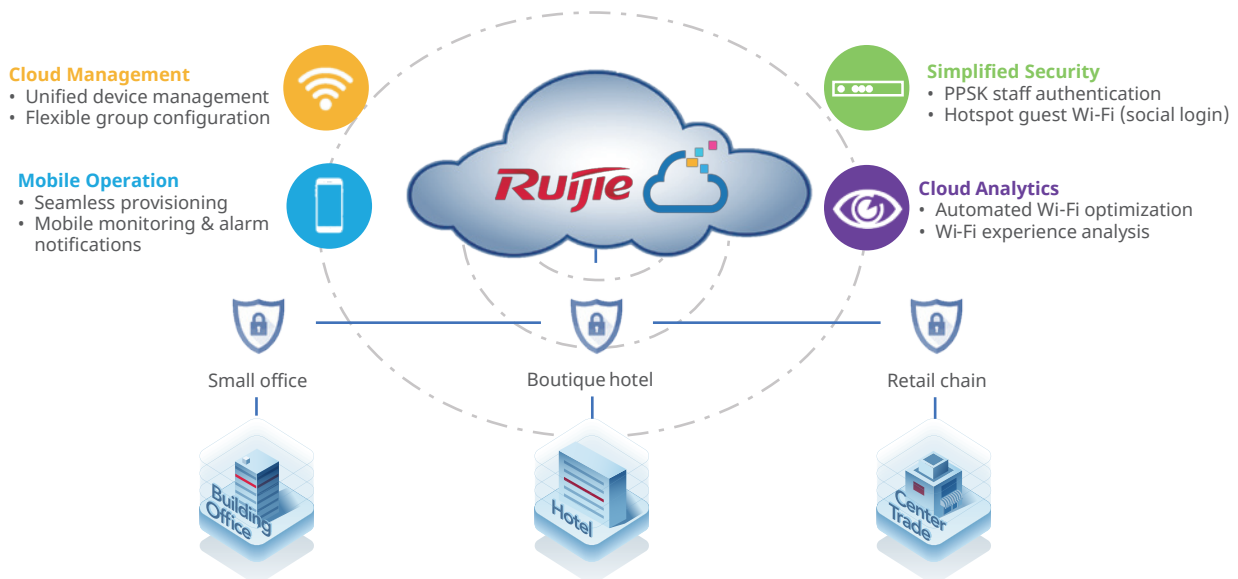 Cloud Management
• Unified device management
• Flexible group configuration
Mobile Operation
• Seamless provisioning
• Mobile monitoring & alarm
notifications
Ruijie
Simplified Security
• PPSK staff authentication
• Hotspot guest Wi-Fi (social login)
Cloud Analytics
• Automated Wi-Fi optimization
• Wi-Fi experience analysis
Small office
Boutique hotel
Retail chain
Building
Office
Hotel
Center
Trade